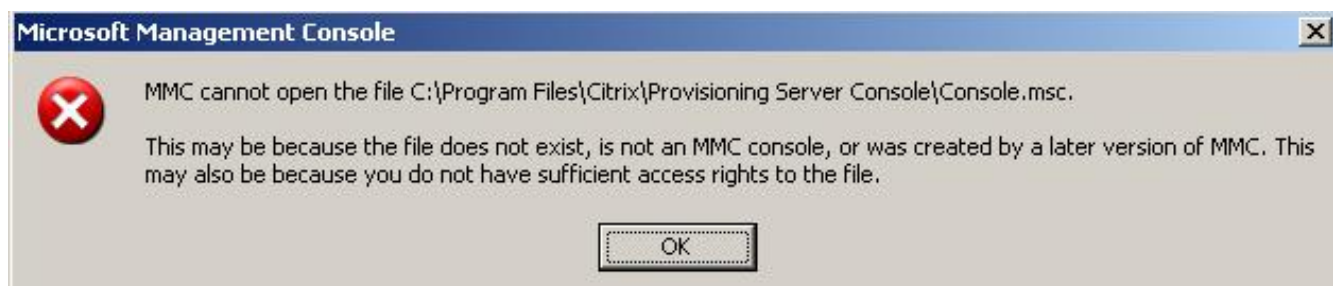 Microsoft Management Console
MMC cannot open the file C:\Program Files\Citrix\Provisioning Server Console\Console.msc.
This may be because the file does not exist, is not an MMC console, or was created by a later version of MMC. This
may also be because you do not have sufficient access rights to the file.
OK